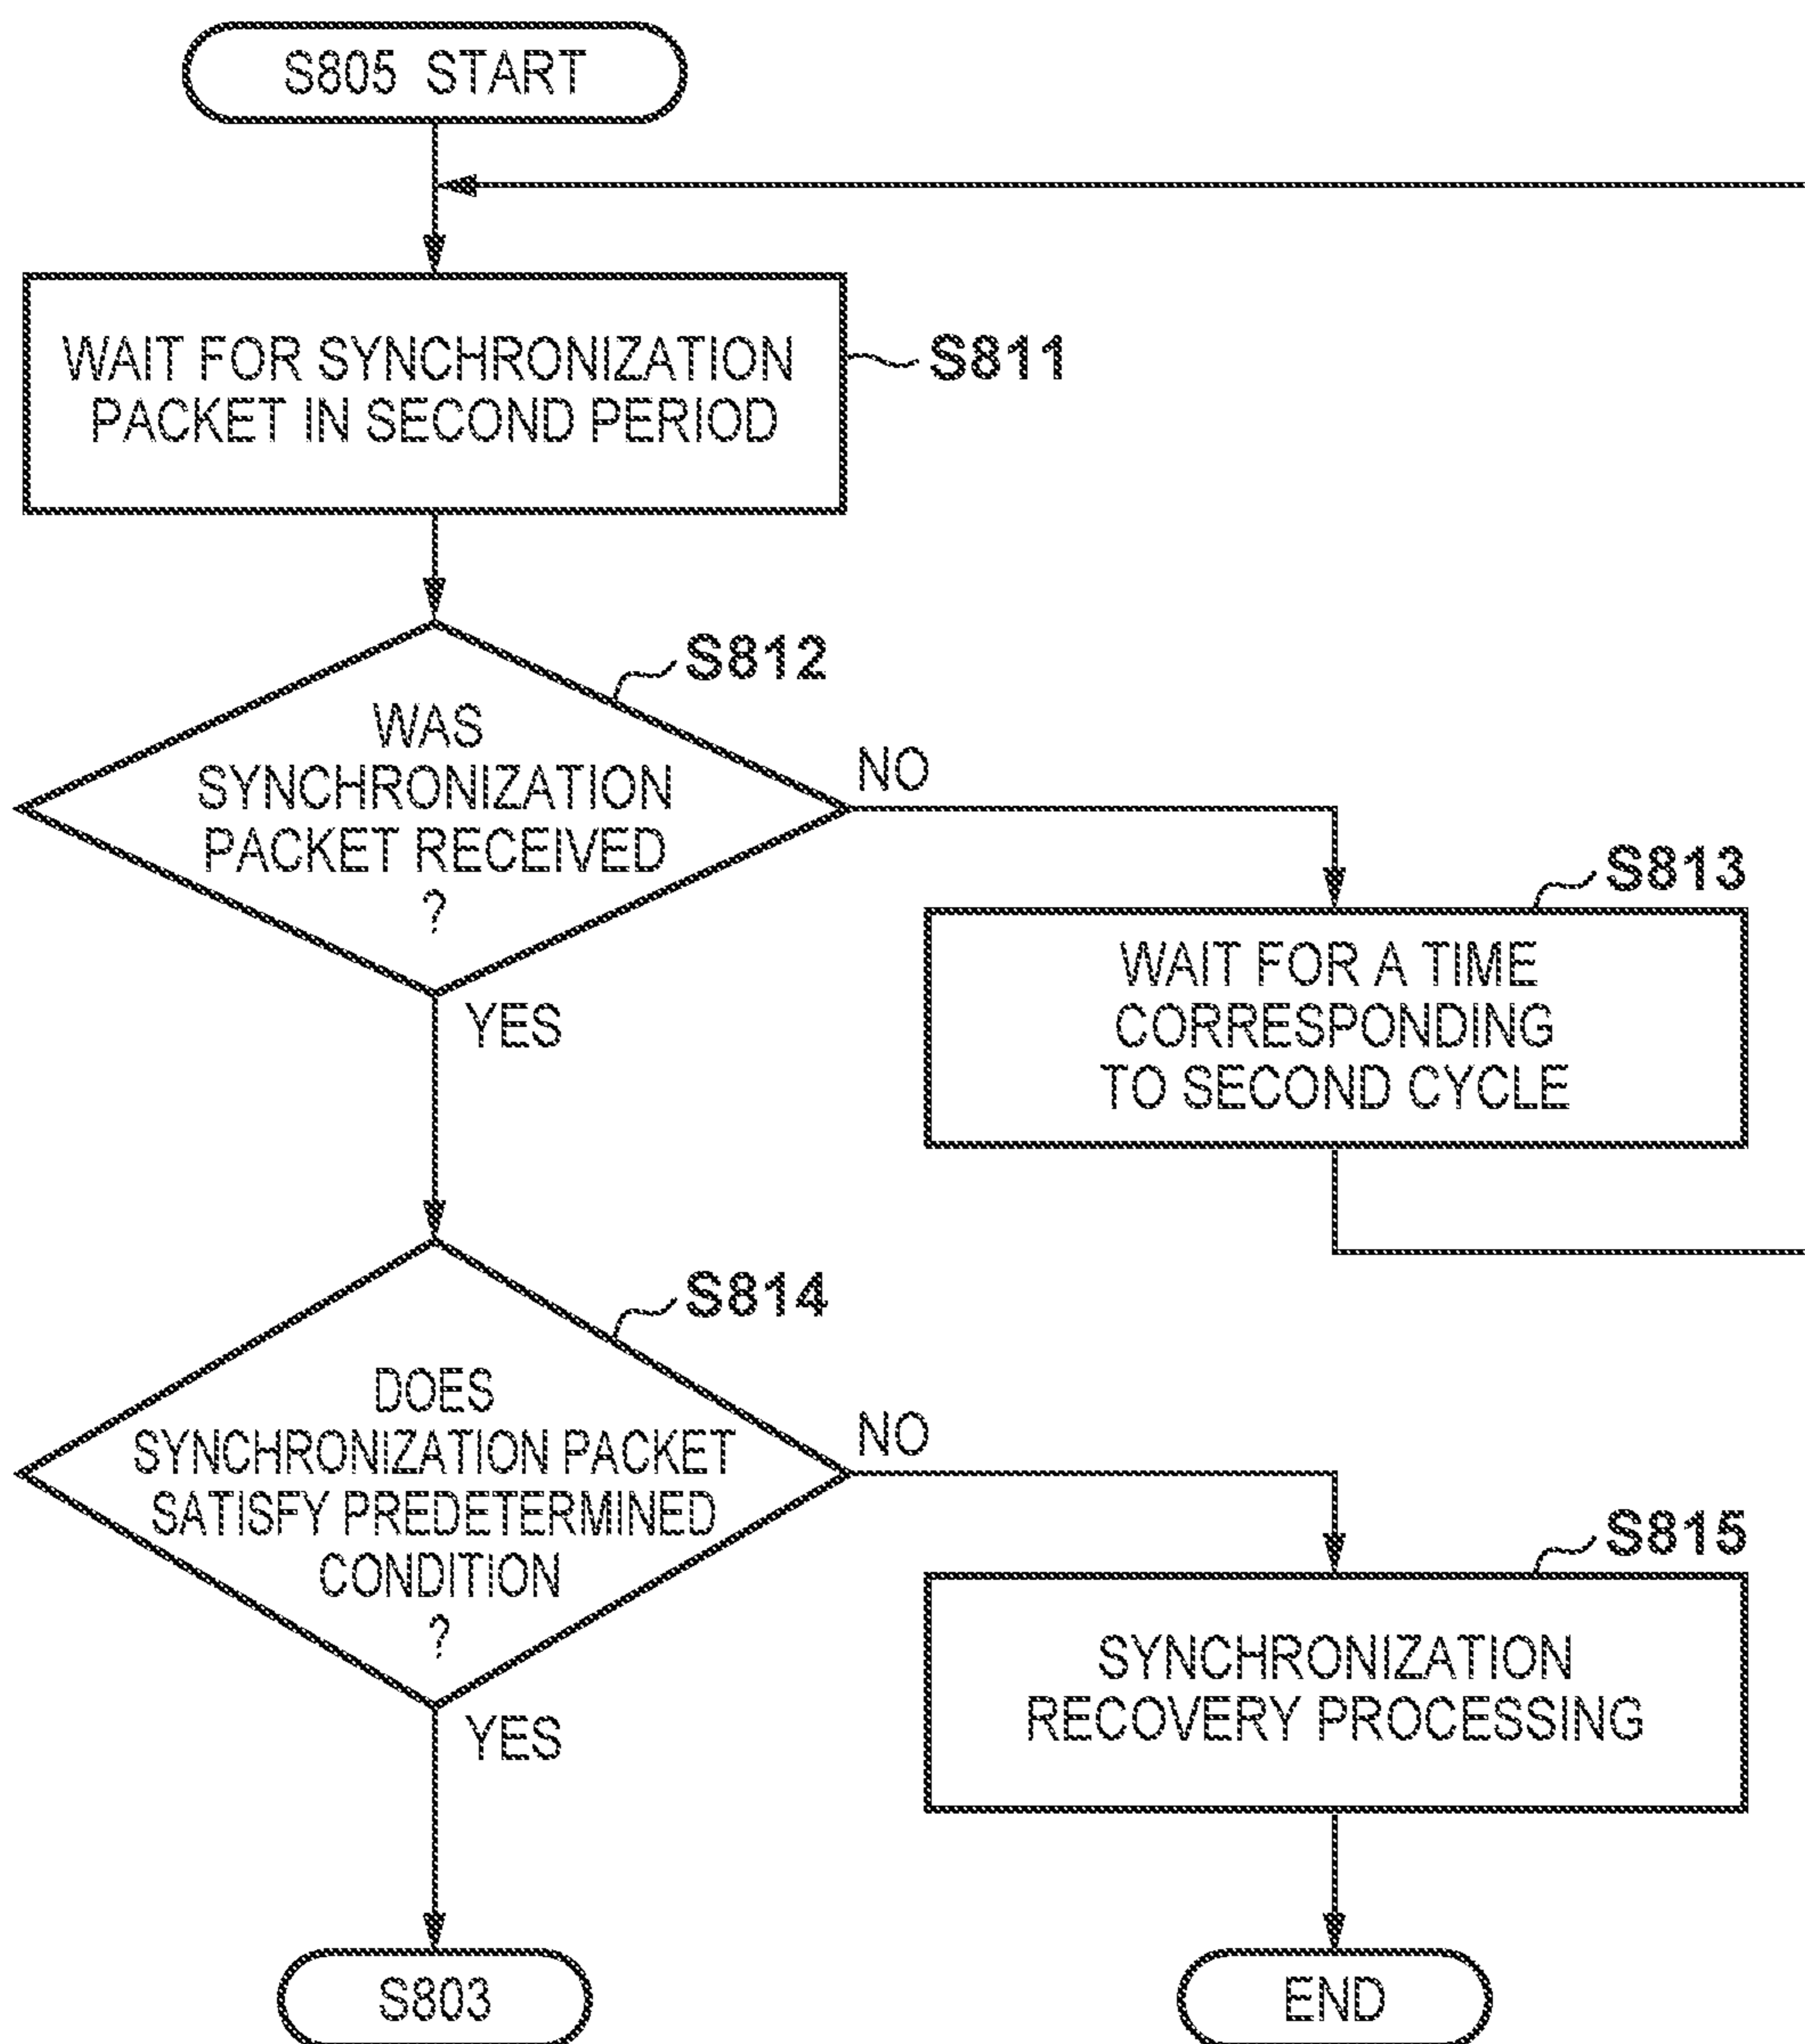 S805 START
WAIT FOR SYNCHRONIZATION
PACKET IN SECOND PERIOD
S811
S812
WAS
SYNCHRONIZATION
PACKET RECEIVED
?
NO
YES
S813
WAIT FOR A TIME
CORRESPONDING
TO SECOND CYCLE
S814
DOES
SYNCHRONIZATION PACKET
SATISFY PREDETERMINED
CONDITION
?
NO
YES
S815
SYNCHRONIZATION
RECOVERY PROCESSING
S803
END